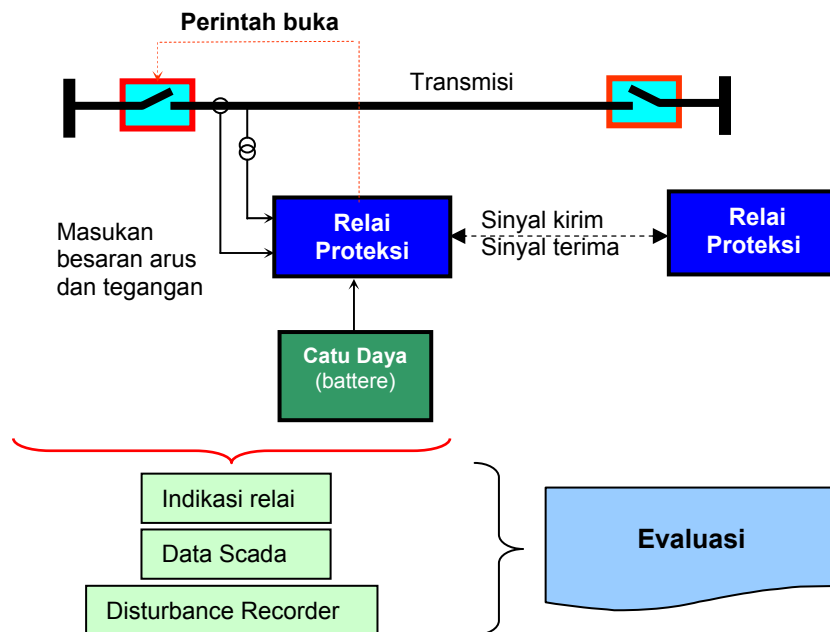 Perintah buka
Transmisi
Masukan
besaran arus
dan tegangan
Relai
Proteksi
Sinyal kirim
Sinyal terima
Relai
Proteksi
Catu Daya
(battere)
Indikasi relai
Data Scada
Disturbance Recorder
Evaluasi